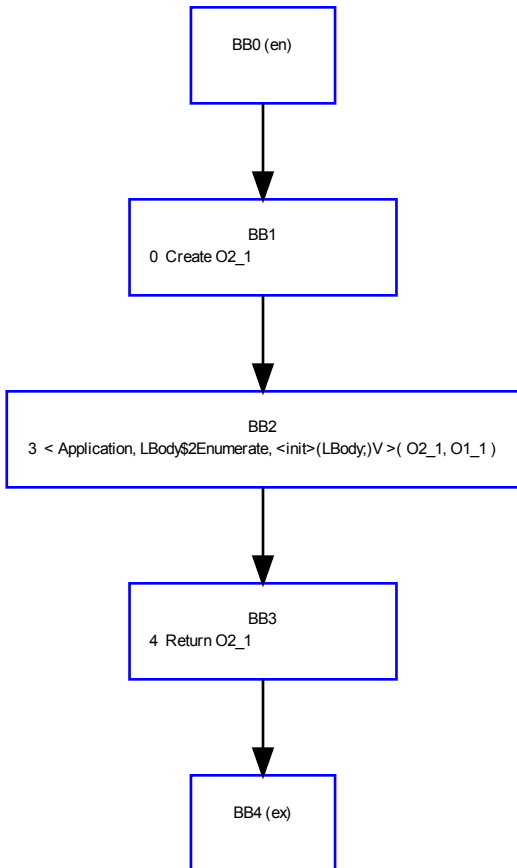 BB0 (en)
BB1
0 Create O2_1
BB2
3 < Application, LBody$2Enumerate, <init>(LBody;)V >( O2_1, O1_1 )
BB3
4 Return O2_1
BB4 (ex)